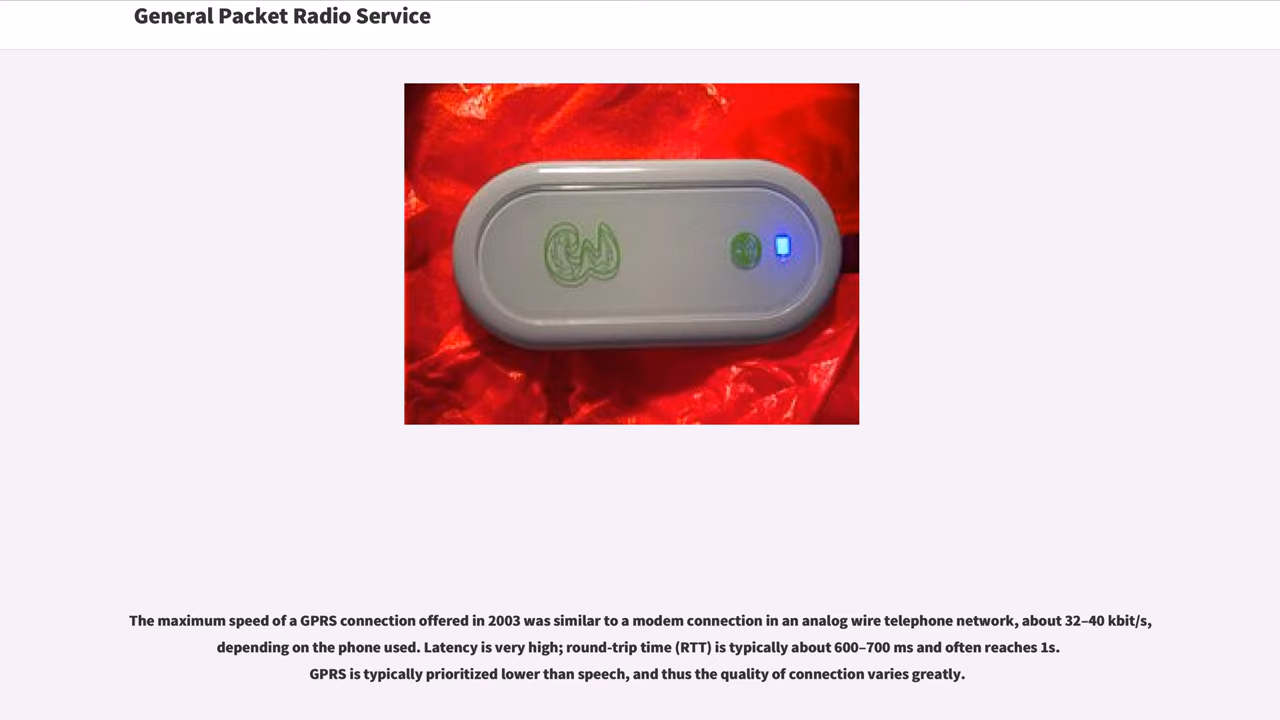 General Packet Radio Service
The maximum speed of a GPRS connection offered in 2003 was similar to a modem connection in an analog wire telephone network, about 32–40 kbit/s,
depending on the phone used. Latency is very high; round-trip time (RTT) is typically about 600–700 ms and often reaches 1s.
GPRS is typically prioritized lower than speech, and thus the quality of connection varies greatly.